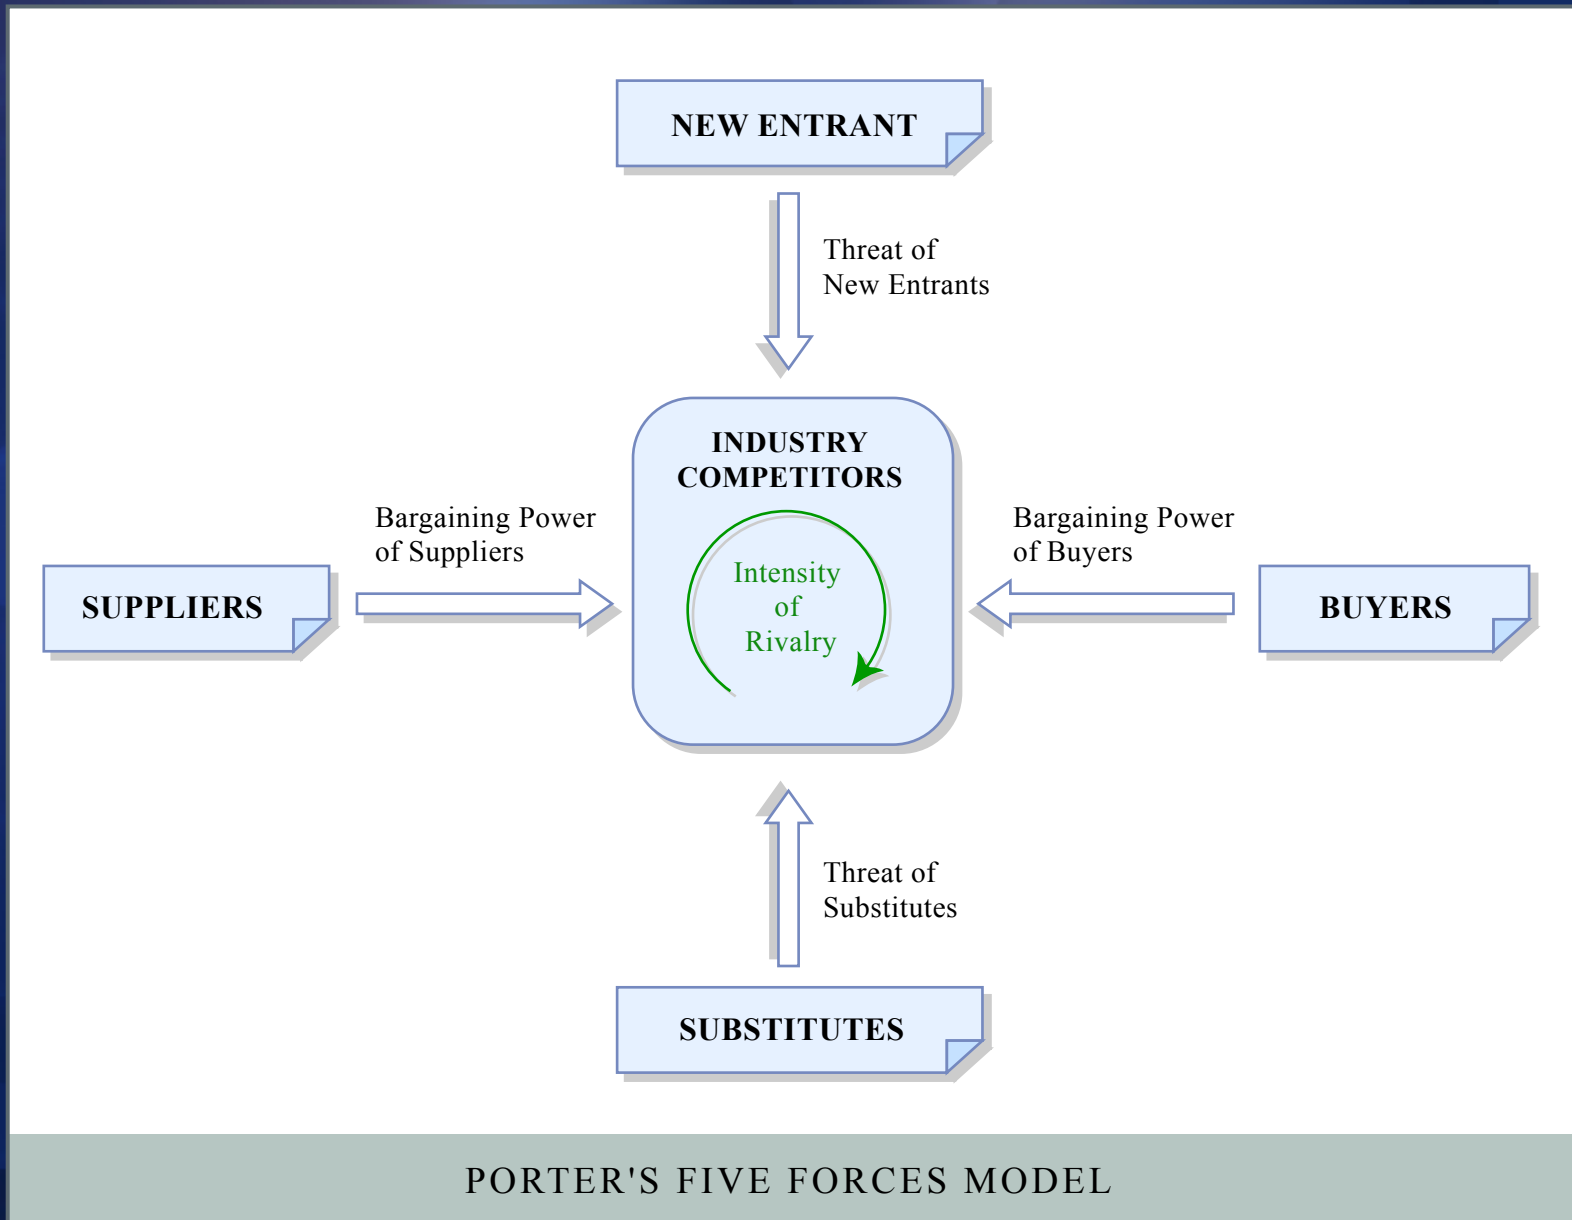 NEW ENTRANT
Threat of
New Entrants
INDUSTRY
COMPETITORS
Bargaining Power
of Suppliers
Bargaining Power
of Buyers
Intensity
of
Rivalry
SUPPLIERS
BUYERS
Threat of
Substitutes
SUBSTITUTES
PORTER'S FIVE FORCES MODEL